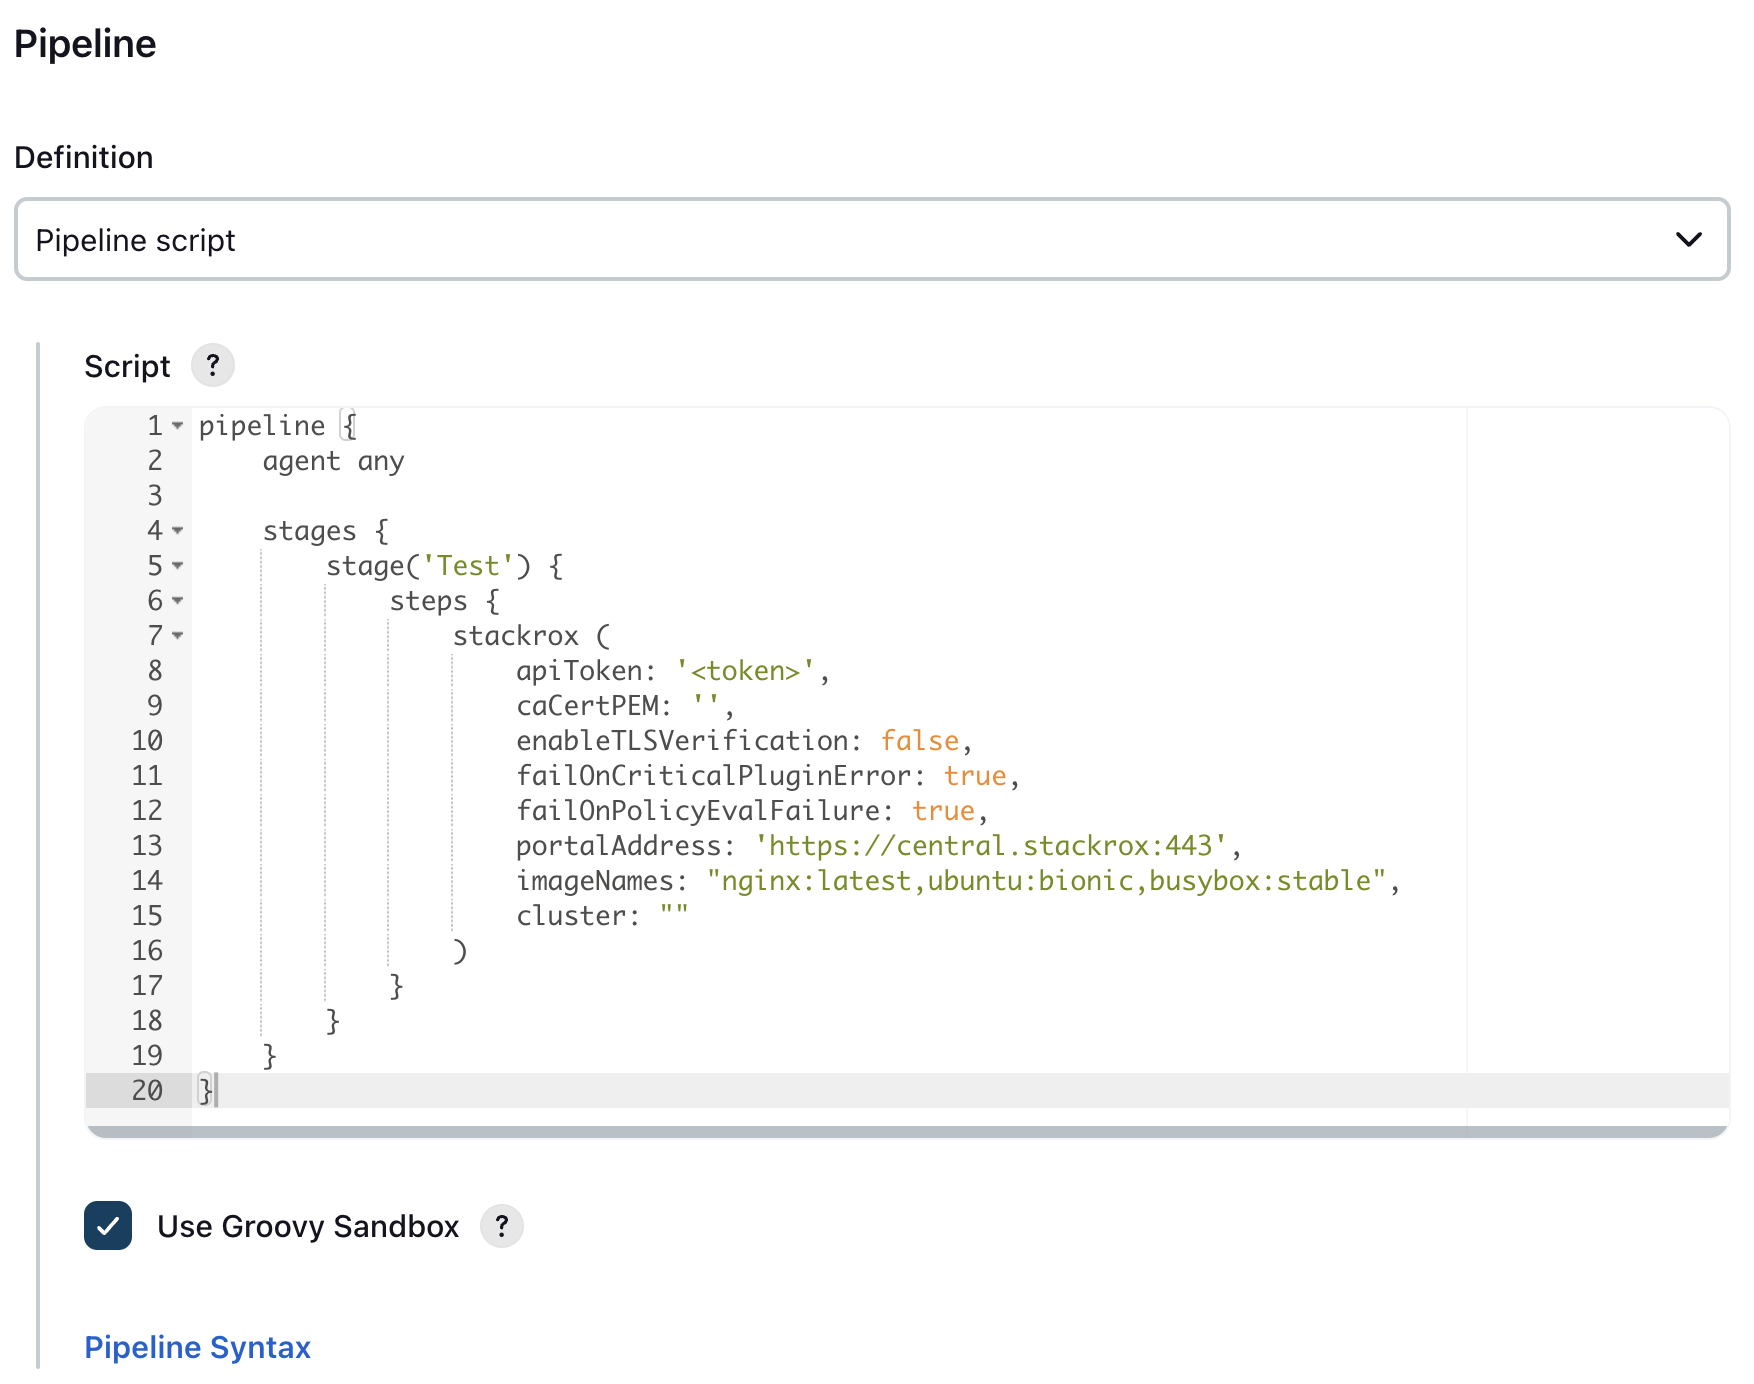 Pipeline
Definition
Pipeline script
Script ?
1 pipeline {
2     agent any
3
4     stages {
5         stage('Test') {
6             steps {
7                 stackrox (
8                     apiToken: '<token>',
9                     caCertPEM: '',
10                     enableTLSVerification: false,
11                     failOnCriticalPluginError: true,
12                     failOnPolicyEvalFailure: true,
13                     portalAddress: 'https://central.stackrox:443',
14                     imageNames: "nginx:latest,ubuntu:bionic,busybox:stable",
15                     cluster: ""
16                 )
17             }
18         }
19     }
20 }
Use Groovy Sandbox ?
Pipeline Syntax